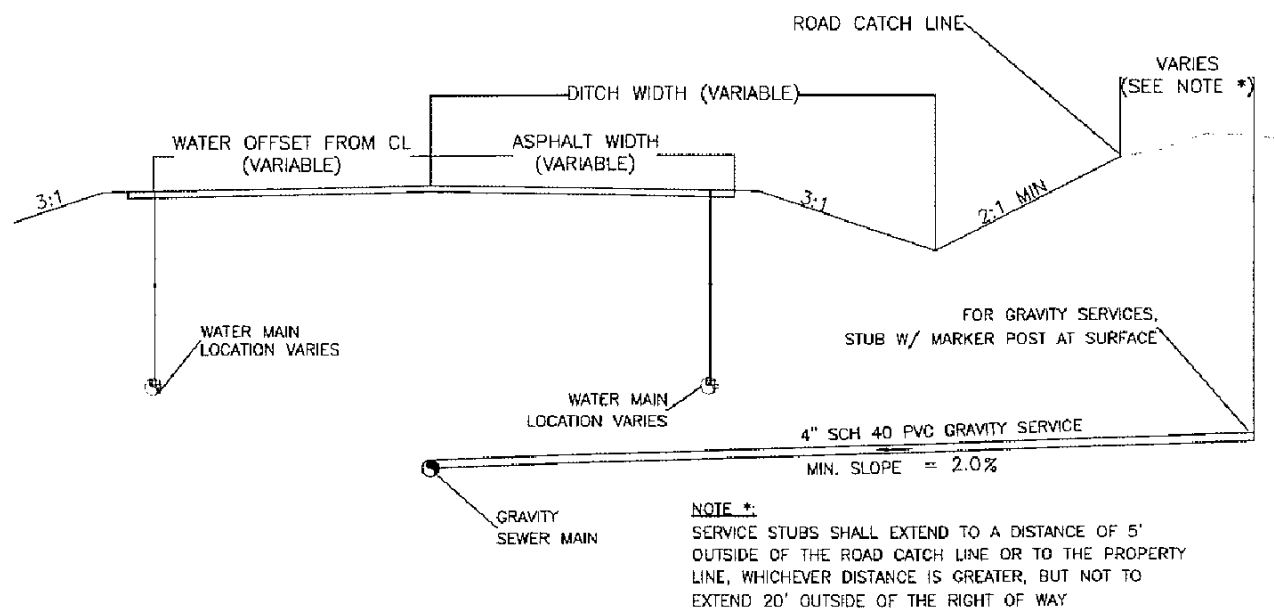 ROAD CATCH LINE
VARIES
(SEE NOTE *)
DITCH WIDTH (VARIABLE)
WATER OFFSET FROM CL
(VARIABLE)
ASPHALT WIDTH
(VARIABLE)
3:1
3:1
2:1 MIN
WATER MAIN
LOCATION VARIES
FOR GRAVITY SERVICES,
STUB W/ MARKER POST AT SURFACE
WATER MAIN
LOCATION VARIES
4" SCH 40 PVC GRAVITY SERVICE
MIN. SLOPE = 2.0%
GRAVITY
SEWER MAIN
NOTE *:
SERVICE STUBS SHALL EXTEND TO A DISTANCE OF 5'
OUTSIDE OF THE ROAD CATCH LINE OR TO THE PROPERTY
LINE, WHICHEVER DISTANCE IS GREATER, BUT NOT TO
EXTEND 20' OUTSIDE OF THE RIGHT OF WAY